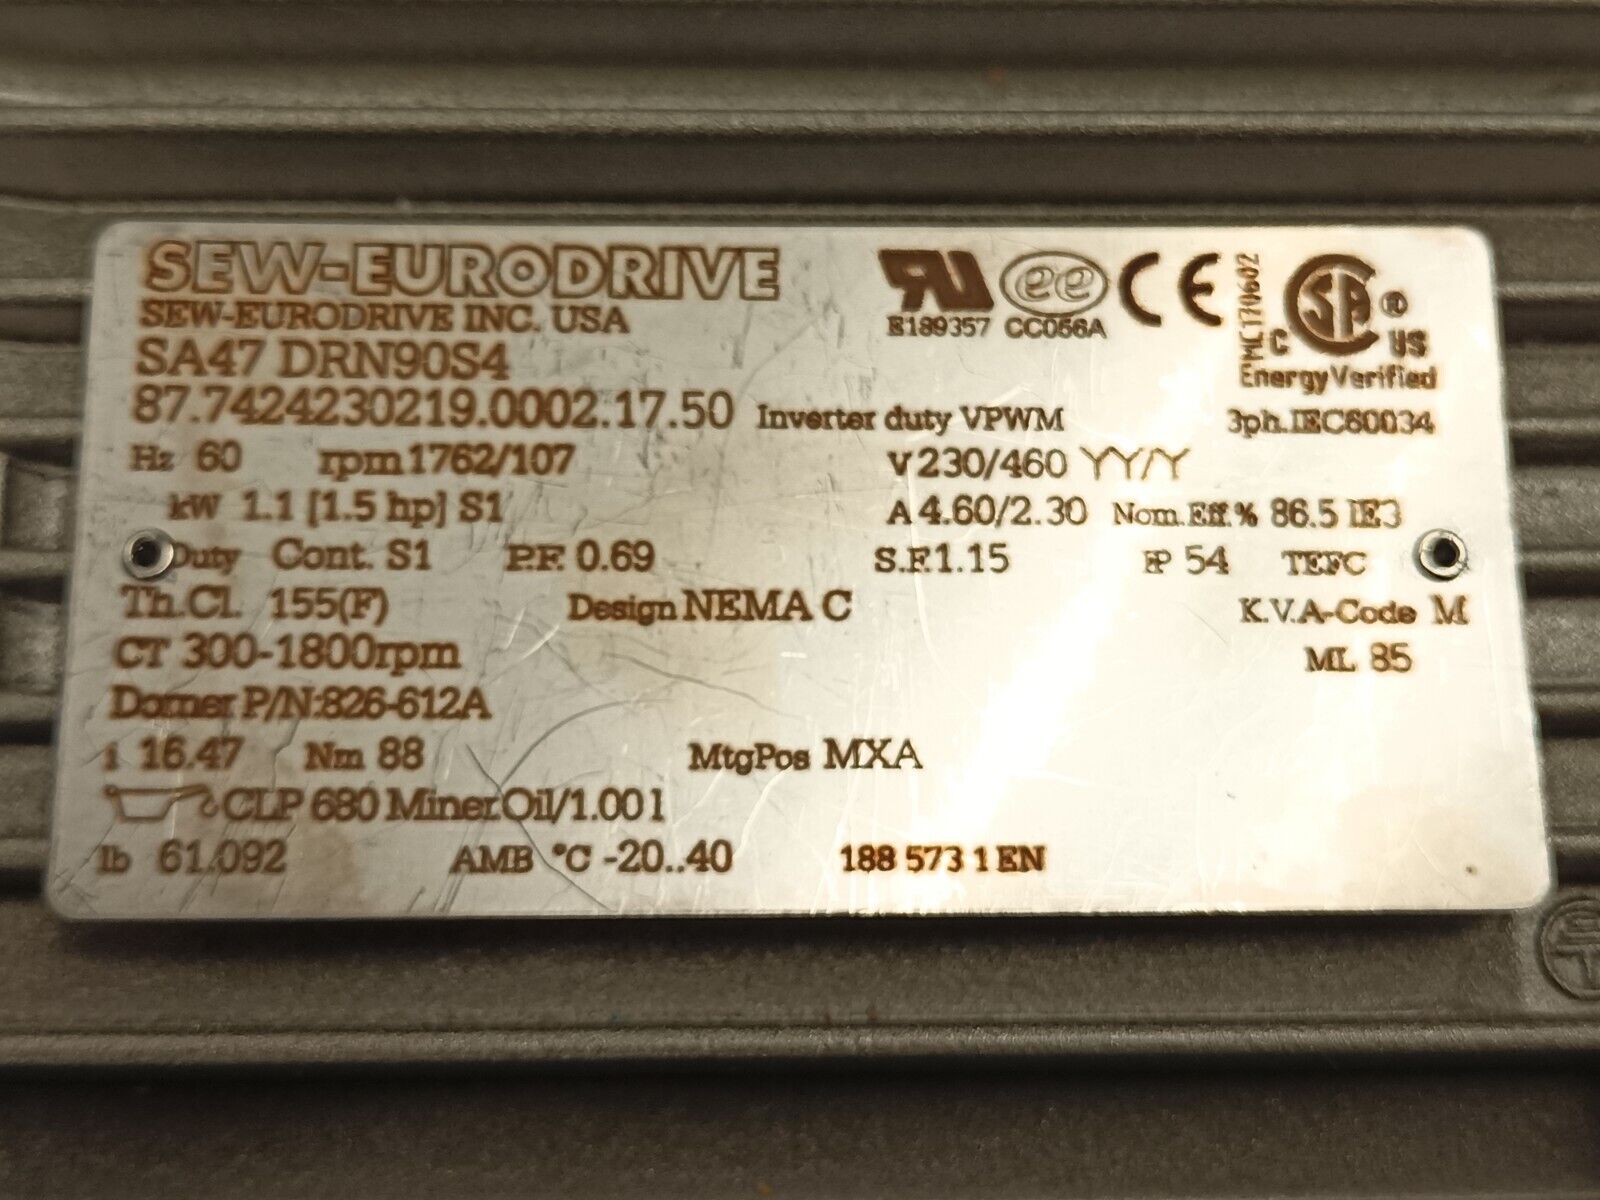 SEW-EURODRIVE
SEW-EURODRIVE INC. USA
E189357 CC056A
EMC170602
SA47 DRN90S4
C US
EnergyVerified
87.7424230219.0002.17.50 Inverter duty VPWM 3ph.IEC60034
Hz 60 rpm 1762/107 V 230/460 YY/Y
kW 1.1 [1.5 hp] S1 A 4.60/2.30 Nom.Eff.% 86.5 IE3
Duty Cont. S1 P.F. 0.69 S.F.1.15 IP 54 TEFC
Th.Cl. 155(F) Design NEMA C K.V.A-Code M
CT 300-1800rpm ML 85
Dorner P/N:826-612A
i 16.47 Nm 88 MtgPos MXA
CLP 680 Miner.Oil/1.00 l
lb 61.092 AMB °C -20..40 188 573 1 EN